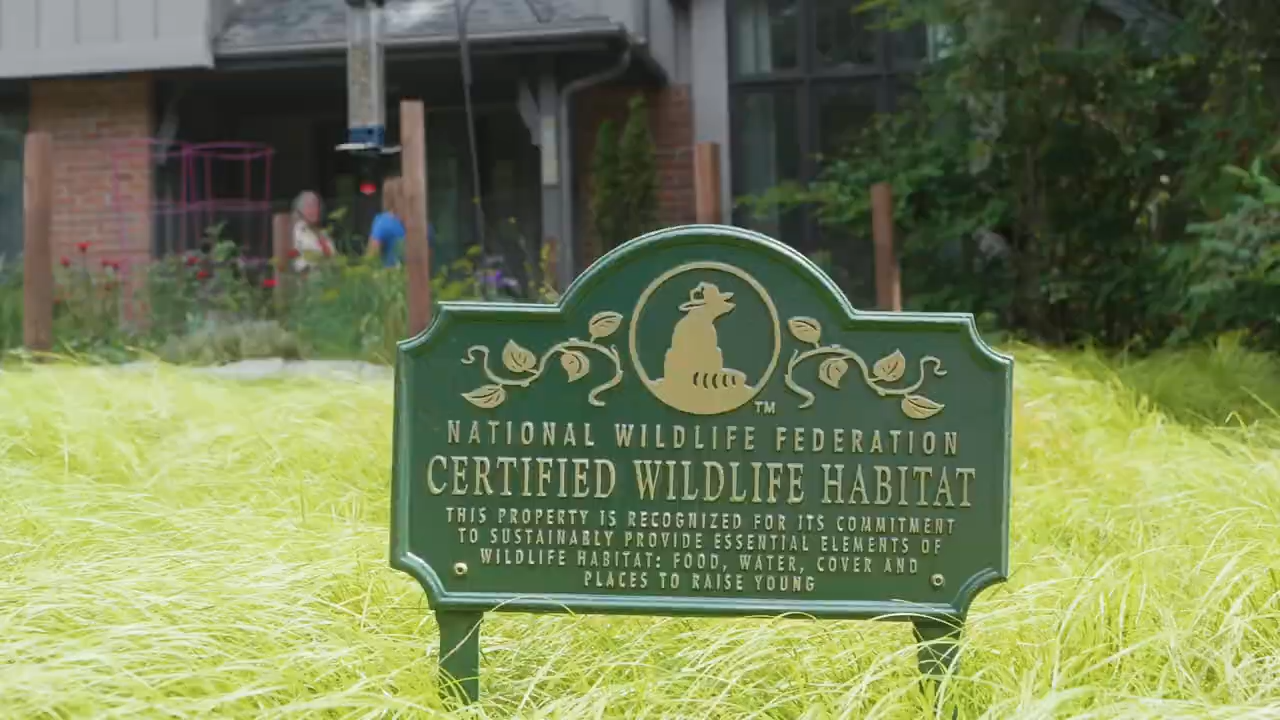 TM
NATIONAL WILDLIFE FEDERATION
CERTIFIED WILDLIFE HABITAT
THIS PROPERTY IS RECOGNIZED FOR ITS COMMITMENT
TO SUSTAINABLY PROVIDE ESSENTIAL ELEMENTS OF
WILDLIFE HABITAT: FOOD, WATER, COVER AND
PLACES TO RAISE YOUNG